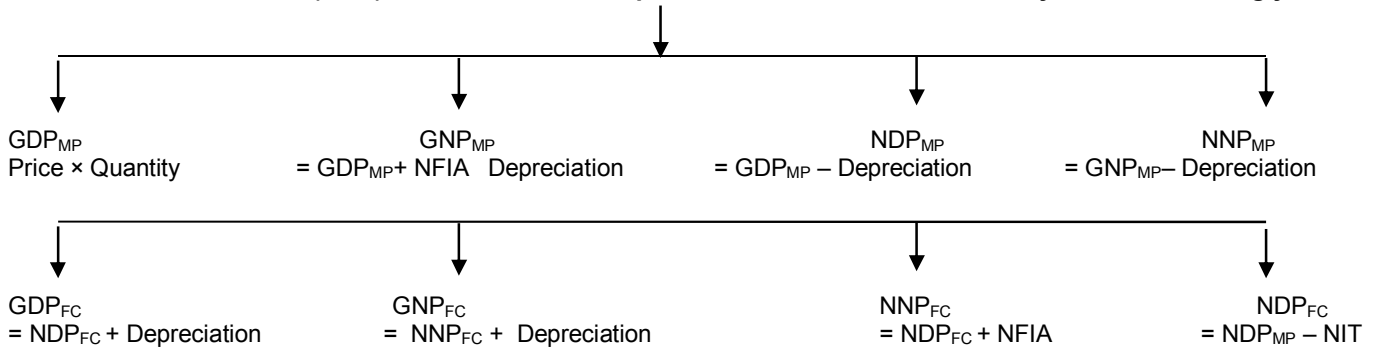 GDPMP GNPMP NDPMP NNPMP
Price × Quantity = GDPMP+ NFIA Depreciation = GDPMP – Depreciation = GNPMP– Depreciation
GDPFC GNPFC NNPFC NDPFC
= NDPFC + Depreciation = NNPFC + Depreciation = NDPFC + NFIA = NDPMP – NIT